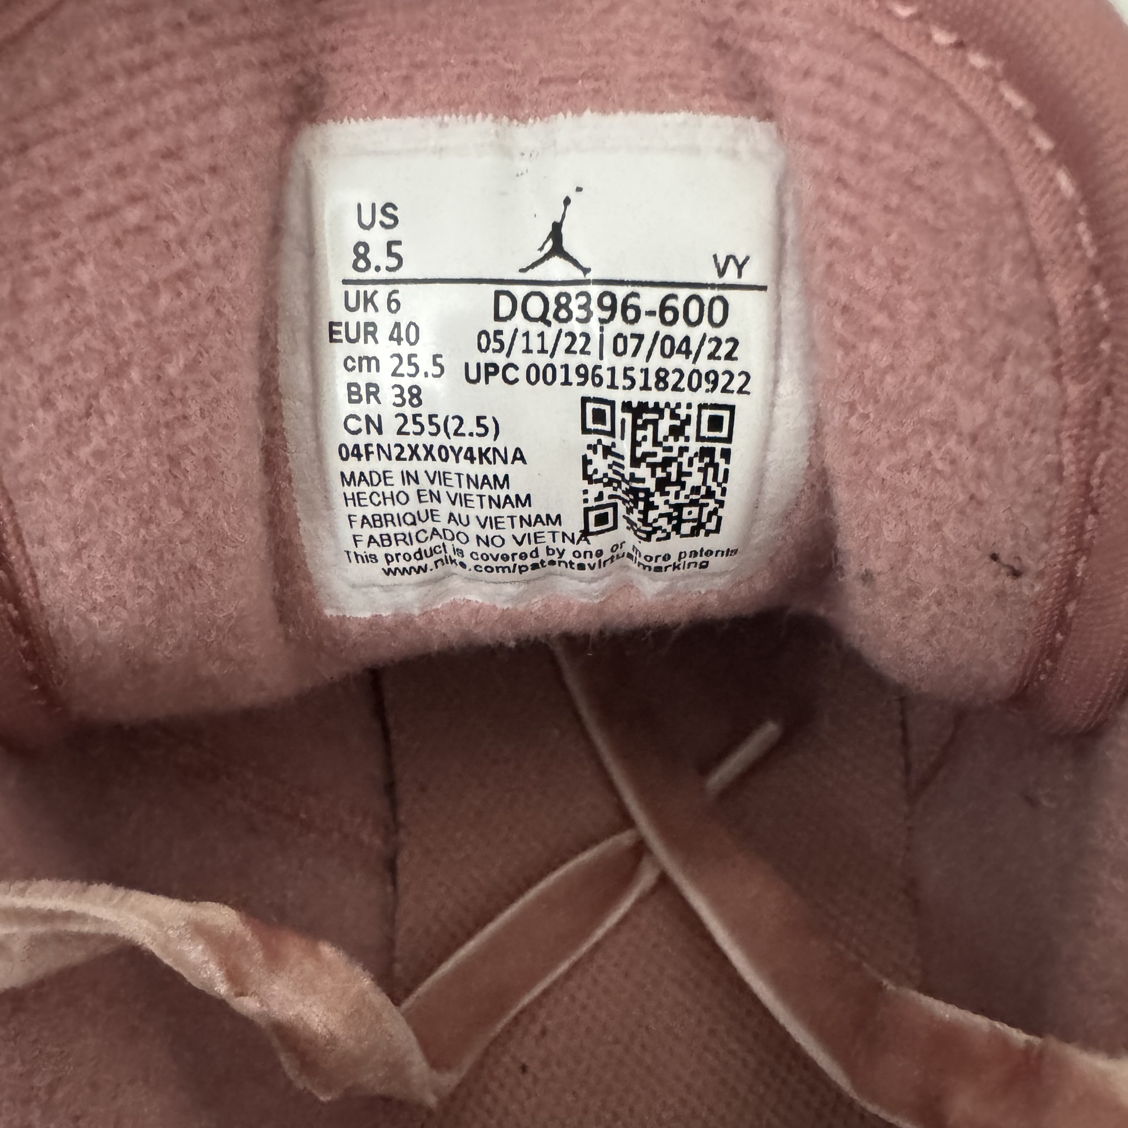 US
8.5
VY
UK 6
DQ8396-600
EUR 40
05/11/22 | 07/04/22
cm 25.5
UPC 00196151820922
BR 38
CN 255(2.5)
04FN2XX0Y4KNA
MADE IN VIETNAM
HECHO EN VIETNAM
FABRIQUE AU VIETNAM
FABRICADO NO VIETNA
This product is covered by one or more patents
www.nike.com/patentsvirtualmarking